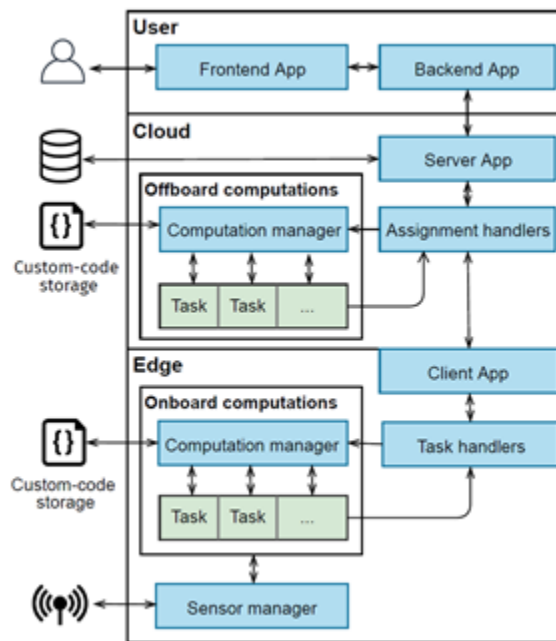 User
Frontend App
Backend App
Cloud
Server App
Offboard computations
{}
Computation manager
Assignment handlers
Custom-code
storage
Task
Task
...
Edge
Client App
Onboard computations
{}
Computation manager
Task handlers
Custom-code
storage
Task
Task
...
Sensor manager